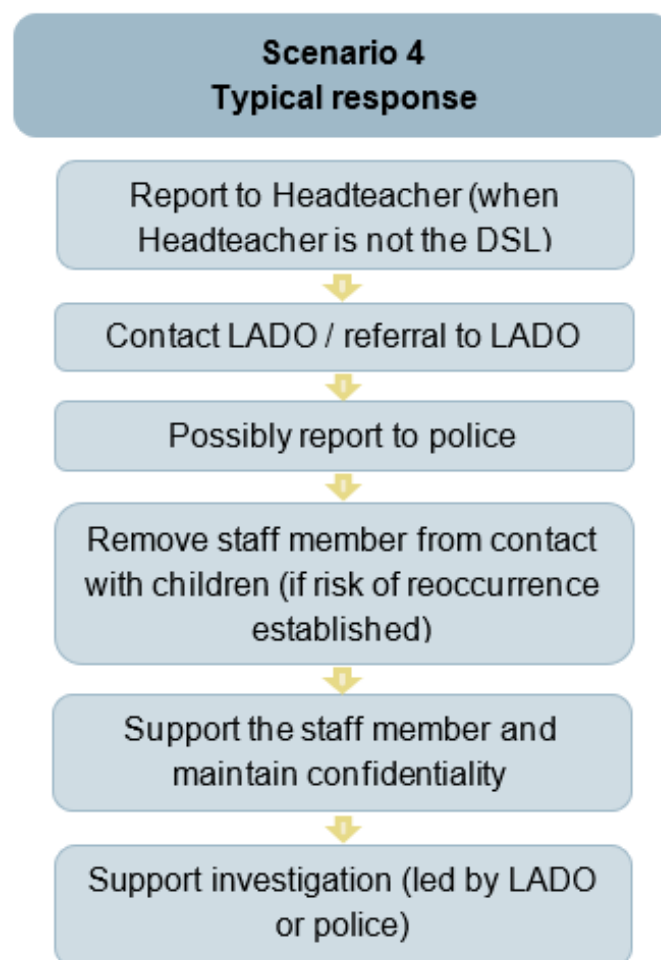 Scenario 4
Typical response
Report to Headteacher (when
Headteacher is not the DSL)
Contact LADO / referral to LADO
Possibly report to police
Remove staff member from contact
with children (if risk of reoccurrence
established)
Support the staff member and
maintain confidentiality
Support investigation (led by LADO
or police)